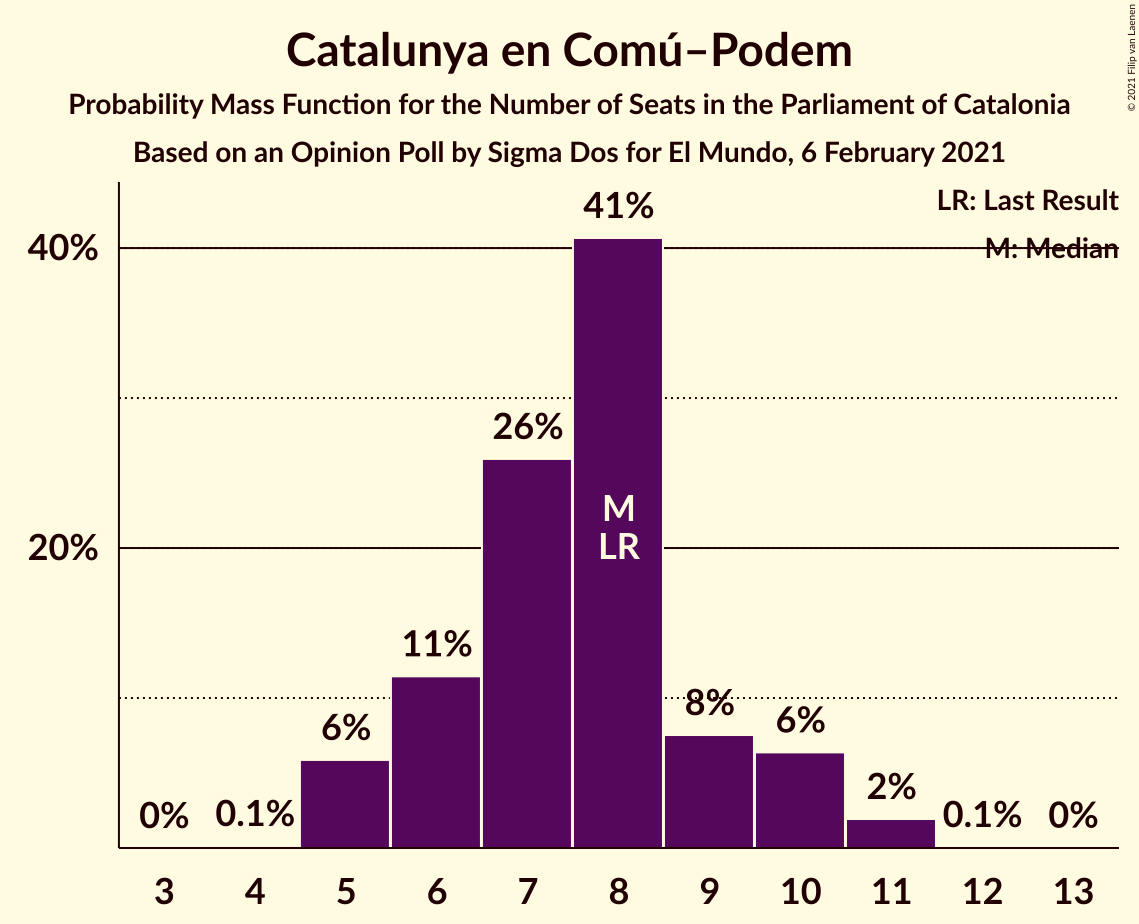 Catalunya en Comú–Podem
Probability Mass Function for the Number of Seats in the Parliament of Catalonia
Based on an Opinion Poll by Sigma Dos for El Mundo, 6 February 2021
© 2021 Filip van Laenen
LR: Last Result
M: Median
40%
20%
0%
0.1%
6%
11%
26%
41%
M
LR
8%
6%
2%
0.1%
0%
3 4 5 6 7 8 9 10 11 12 13